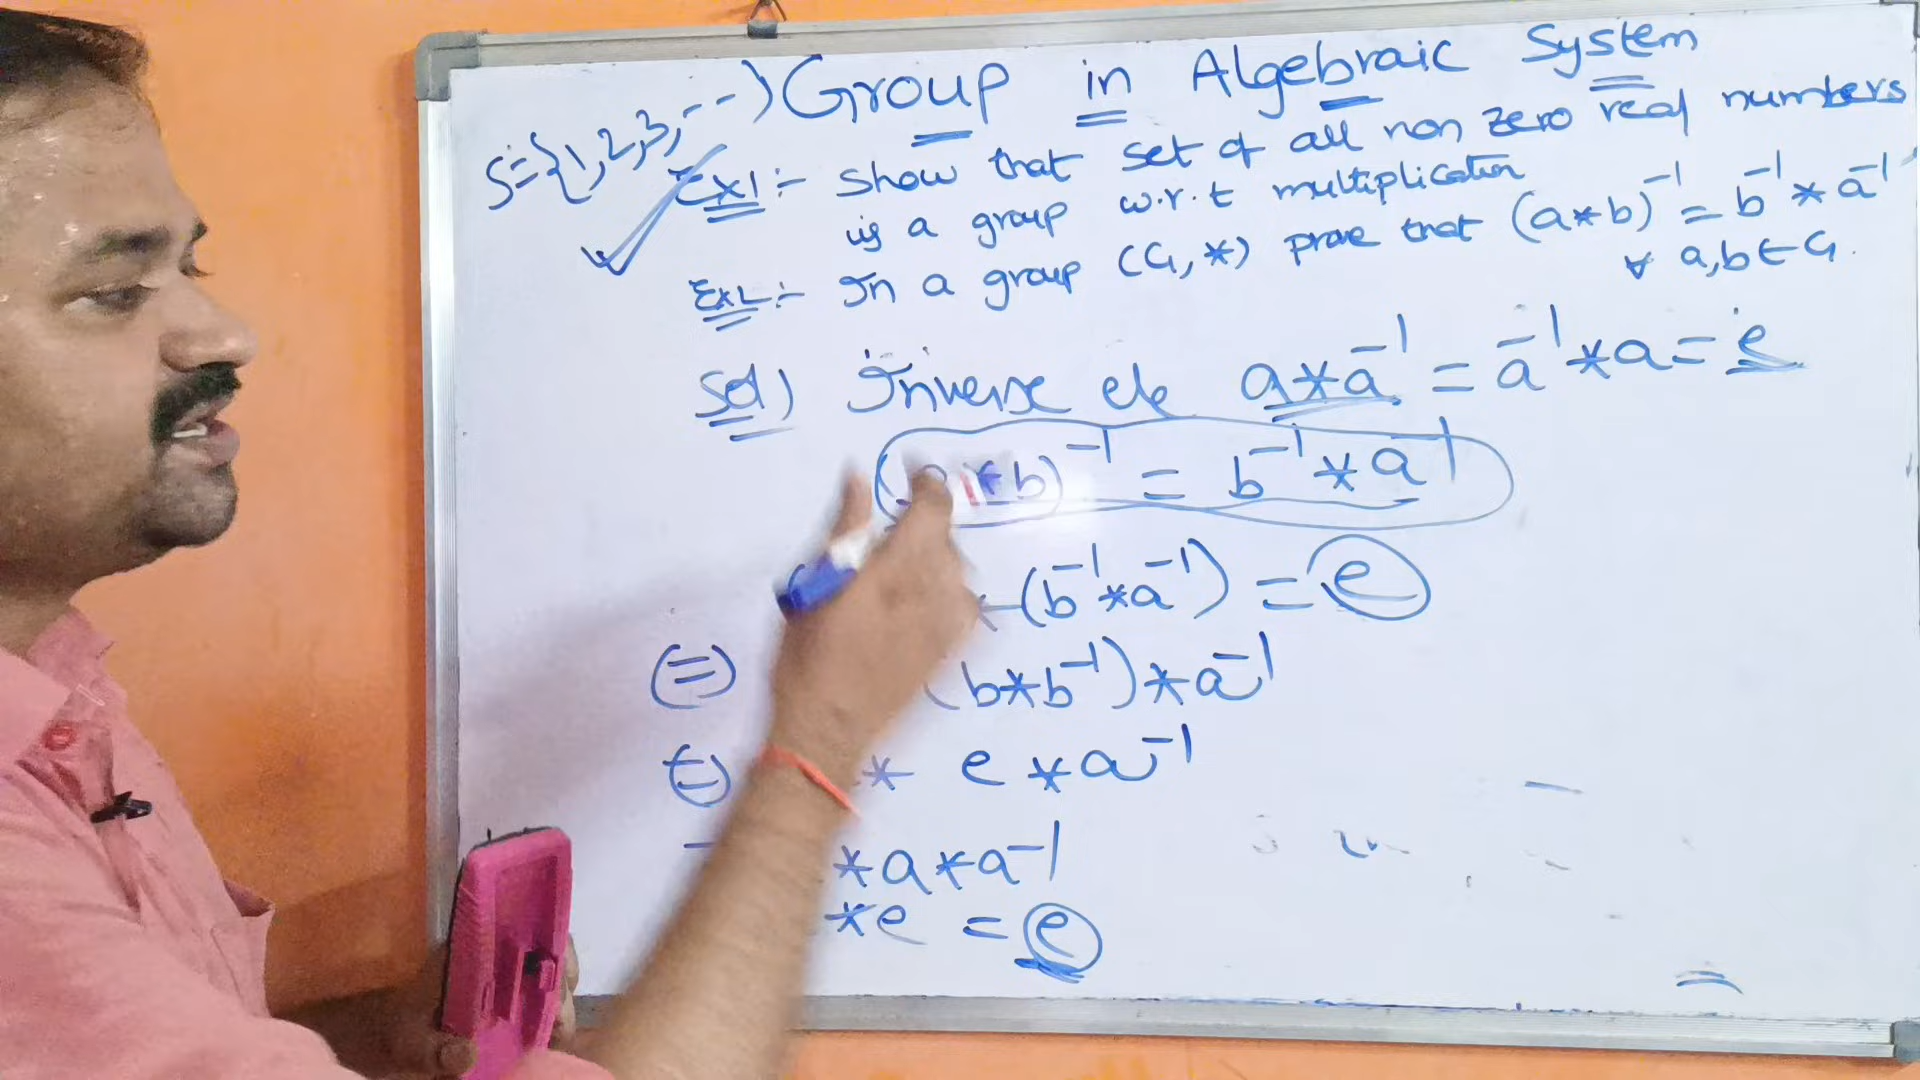 Group in Algebraic System
S={1,2,3,--}
Ex1:- Show that set of all non zero real numbers
is a group w.r.t multiplication
Ex2:- In a group (G,*) prove that (a*b)⁻¹=b⁻¹*a⁻¹
∀ a,b∈G.
Sol) Inverse ele a*a⁻¹=a⁻¹*a=e
(a*b)⁻¹ = b⁻¹*a⁻¹
(b⁻¹*a⁻¹) = e
(=) (b*b⁻¹)*a⁻¹
(=) * e*a⁻¹
*a*a⁻¹
*e = e